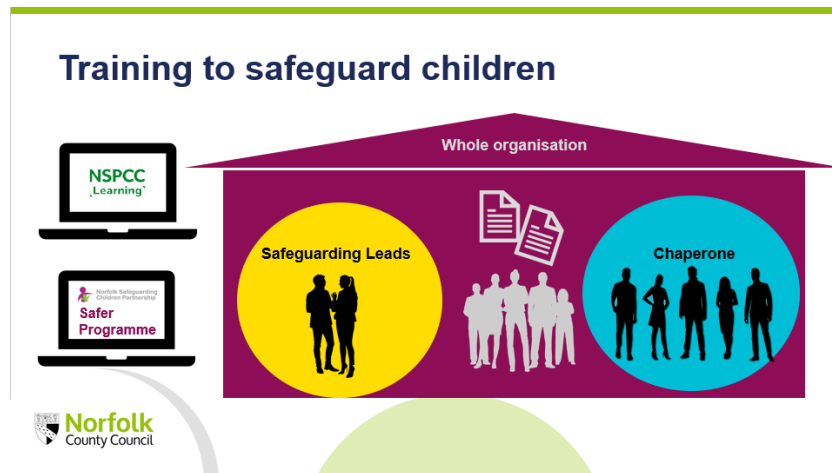 Training to safeguard children
Whole organisation
NSPCC
Learning
Safeguarding Leads
Chaperone
Norfolk Safeguarding
Children Partnership
Safer
Programme
Norfolk
County Council